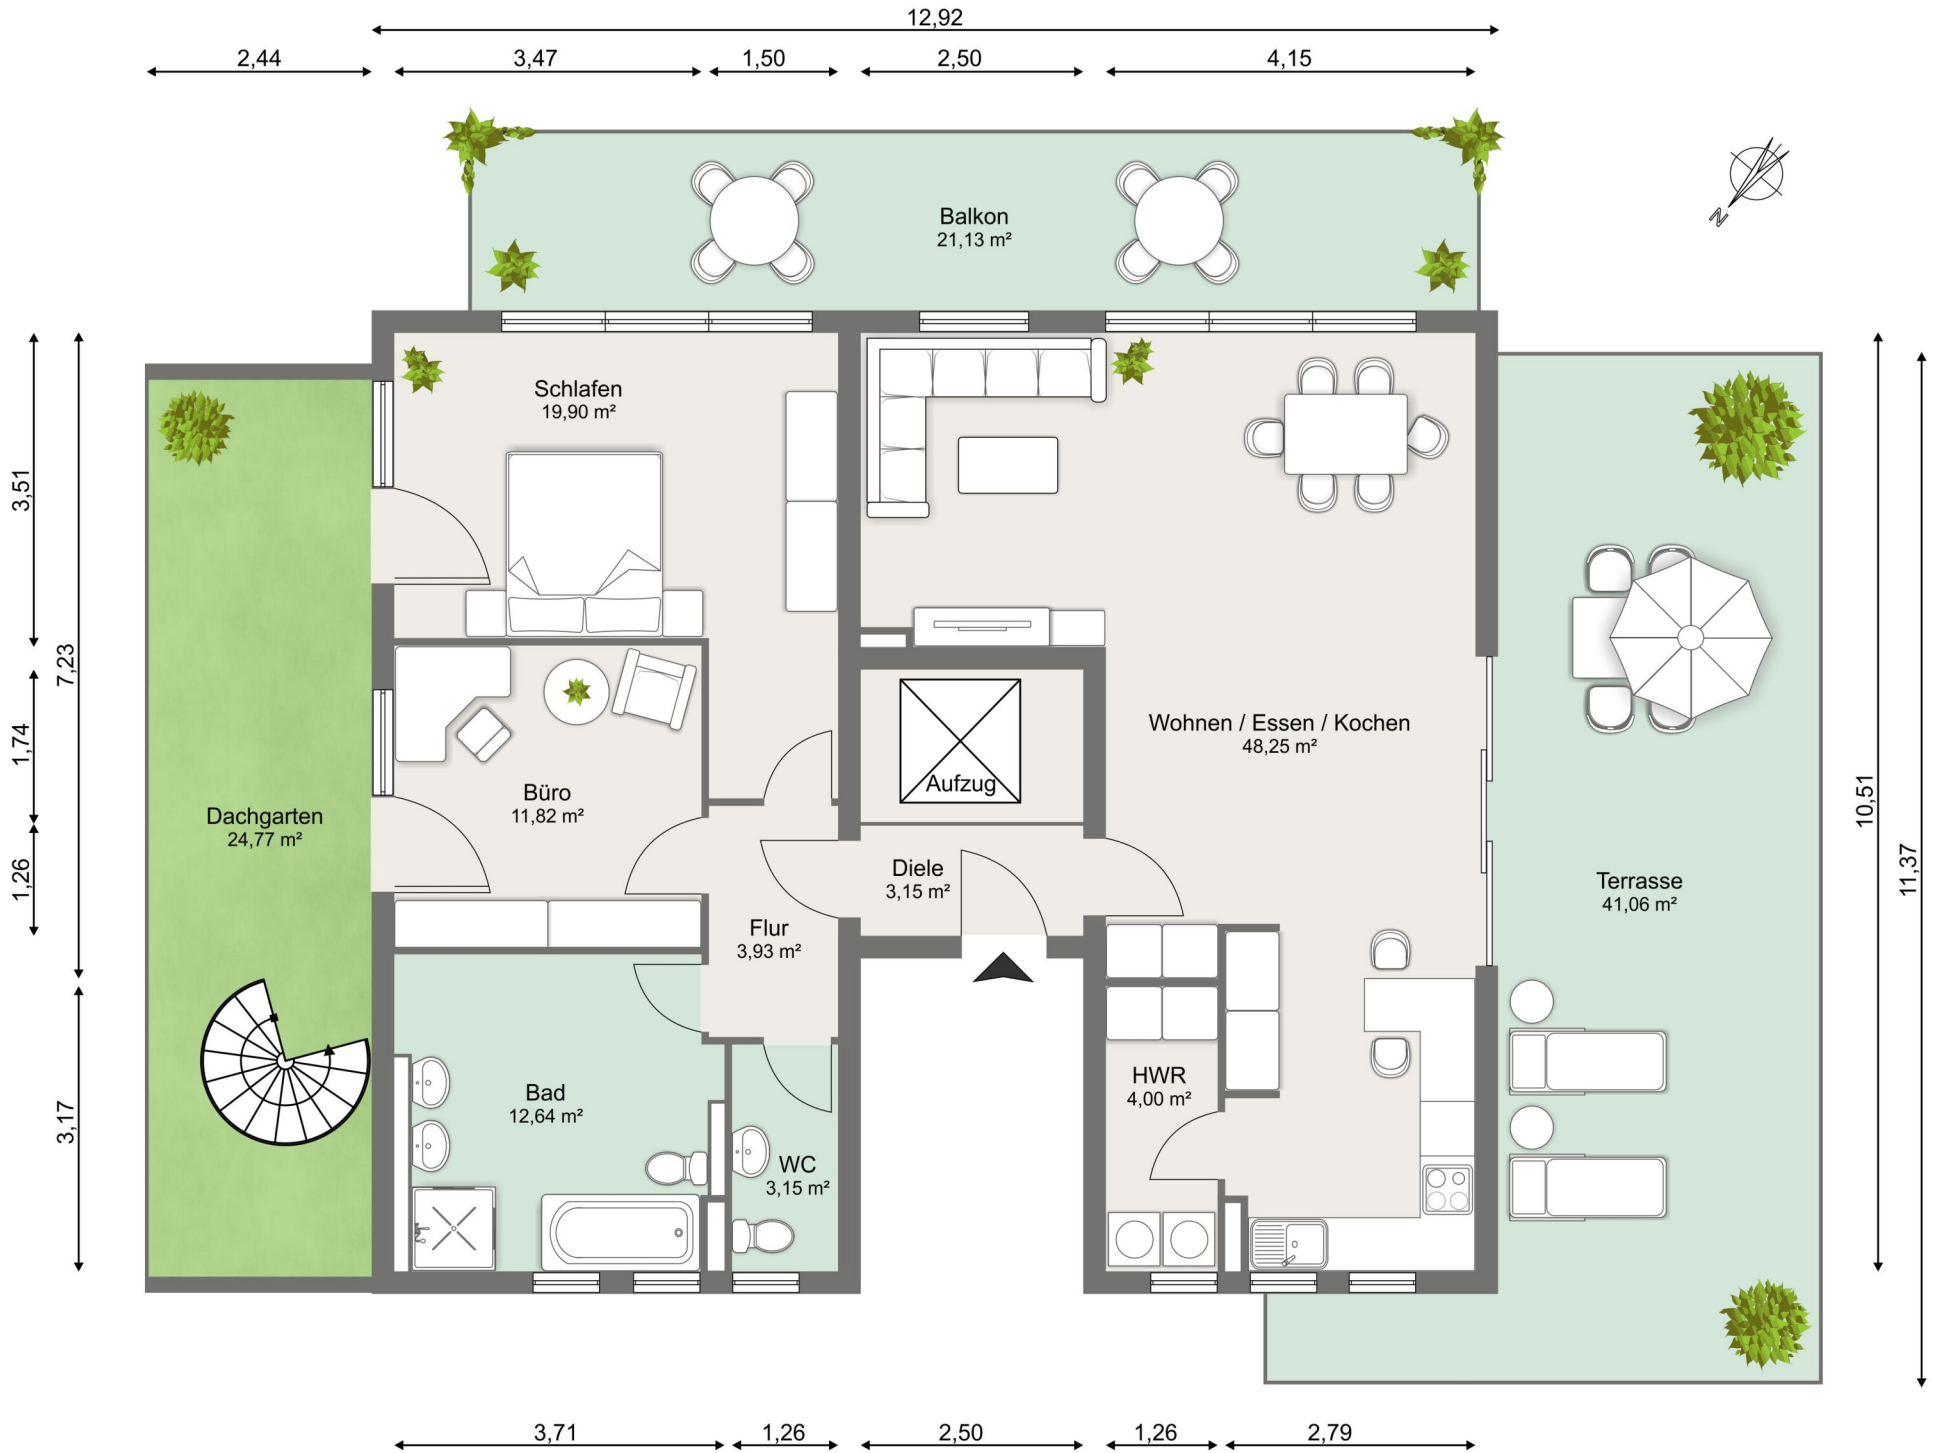 12,92
2,44
3,47
1,50
2,50
4,15
N
Balkon
21,13 m²
Schlafen
19,90 m²
3,51
7,23
1,74
1,26
3,17
Wohnen / Essen / Kochen
48,25 m²
Aufzug
Büro
11,82 m²
Dachgarten
24,77 m²
Diele
3,15 m²
Flur
3,93 m²
Terrasse
41,06 m²
10,51
11,37
HWR
4,00 m²
Bad
12,64 m²
WC
3,15 m²
3,71
1,26
2,50
1,26
2,79